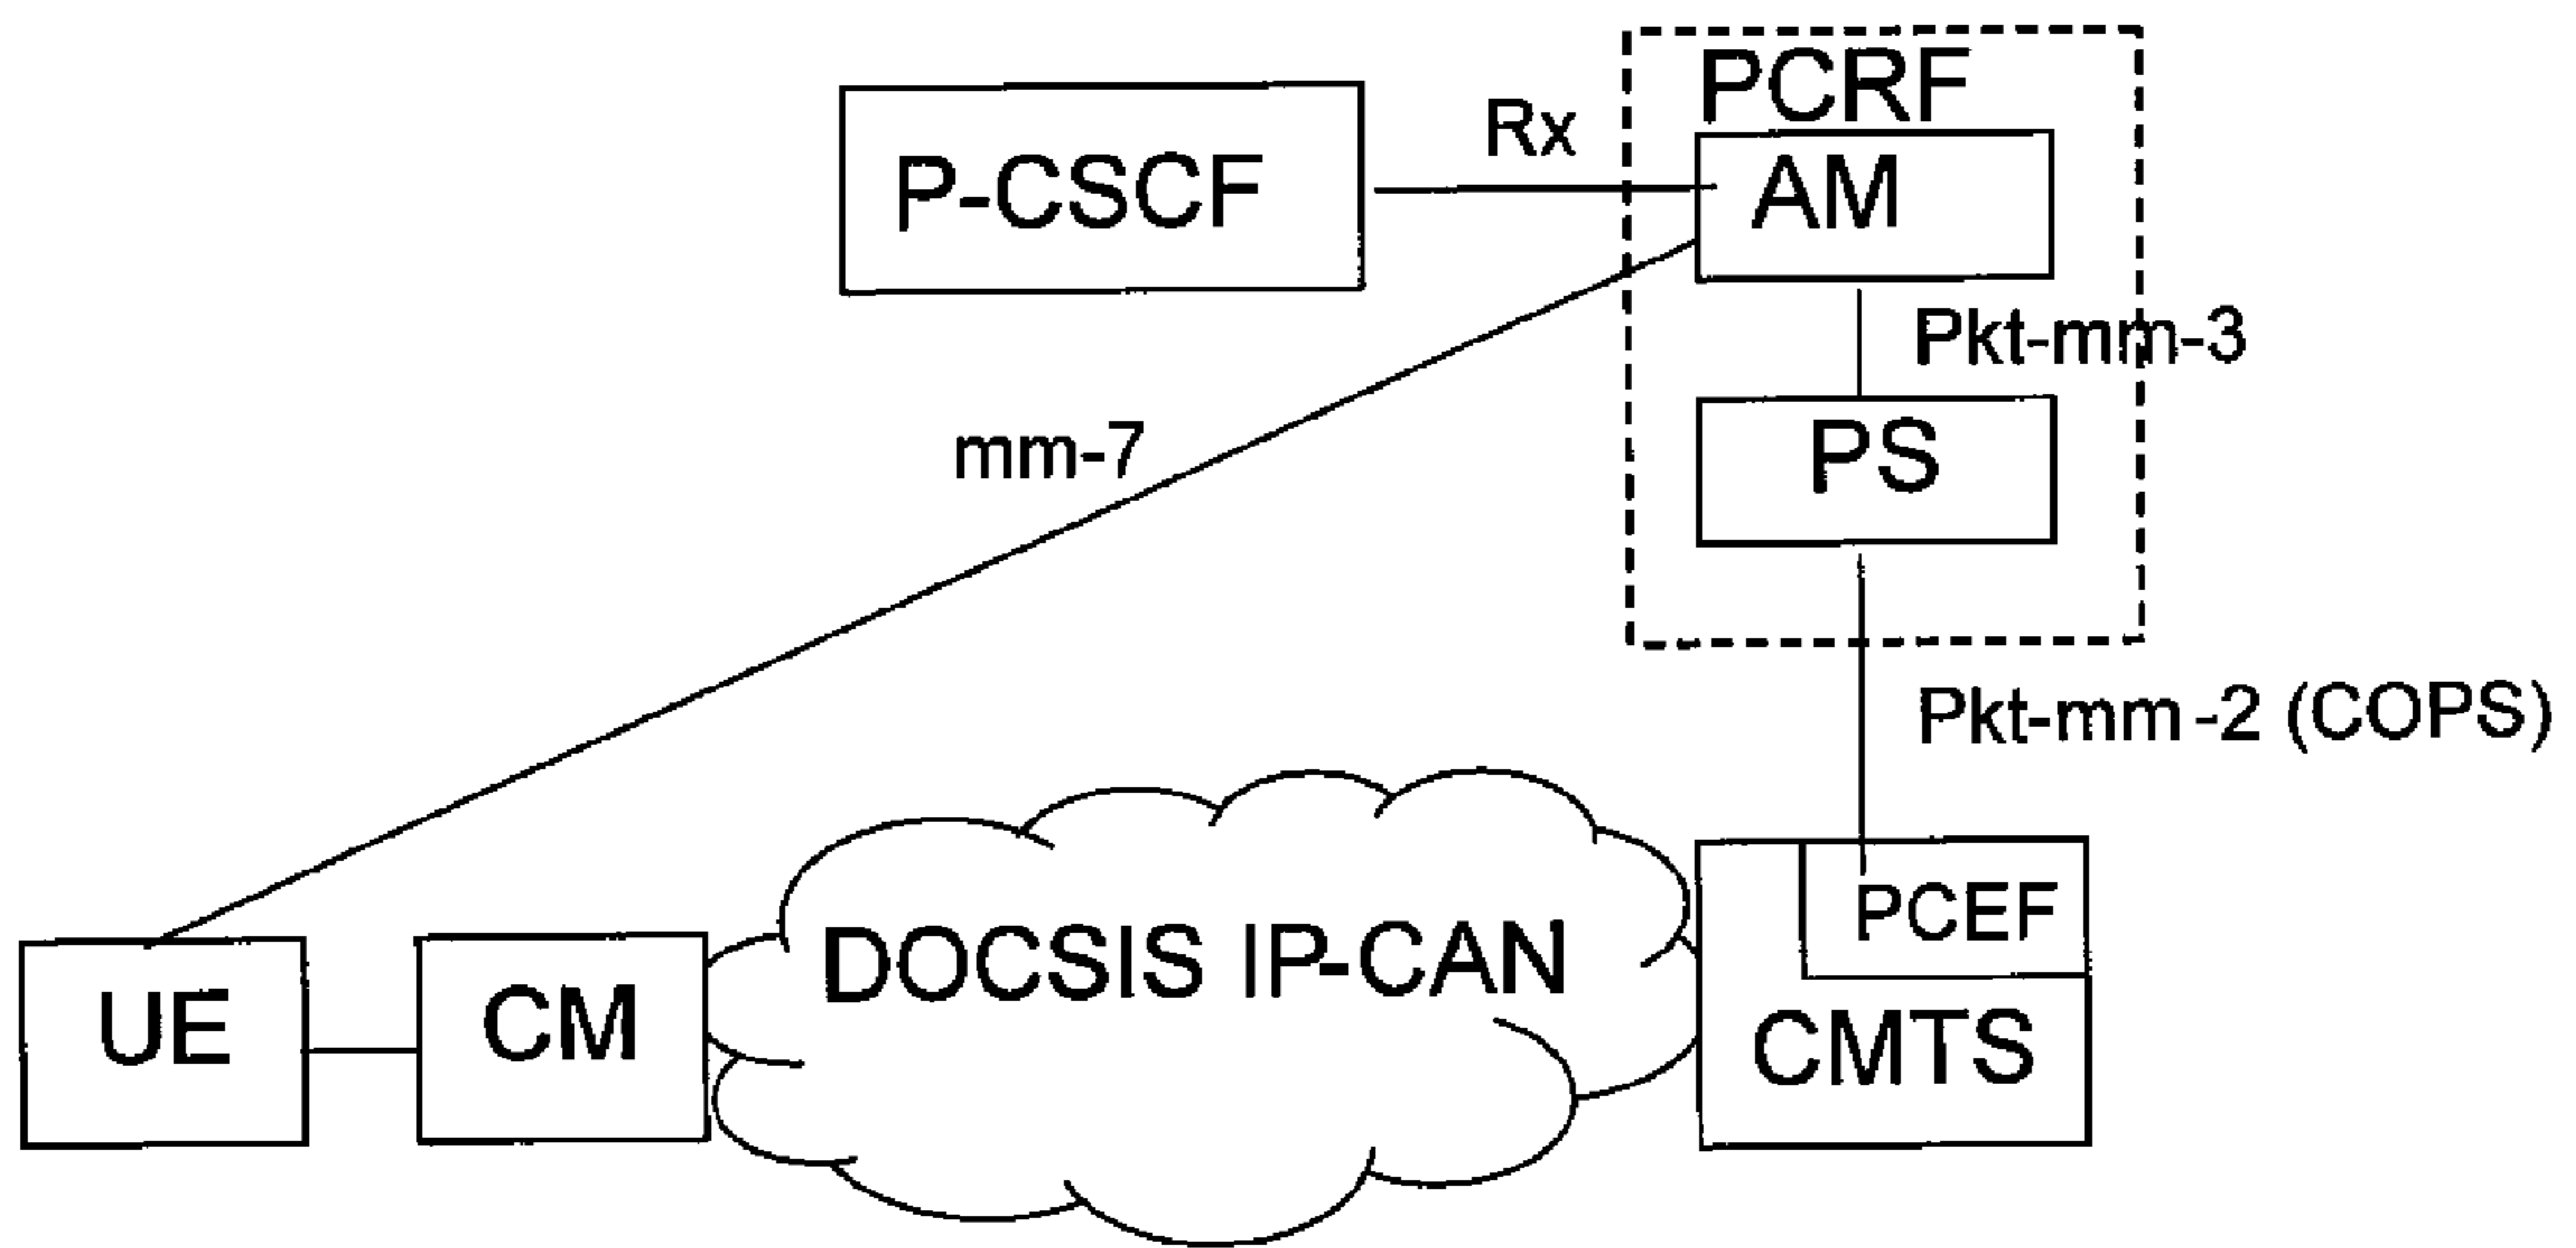 PCRF
Rx
P-CSCF
AM
Pkt-mm-3
mm-7
PS
Pkt-mm-2 (COPS)
PCEF
DOCSIS IP-CAN
UE
CM
CMTS